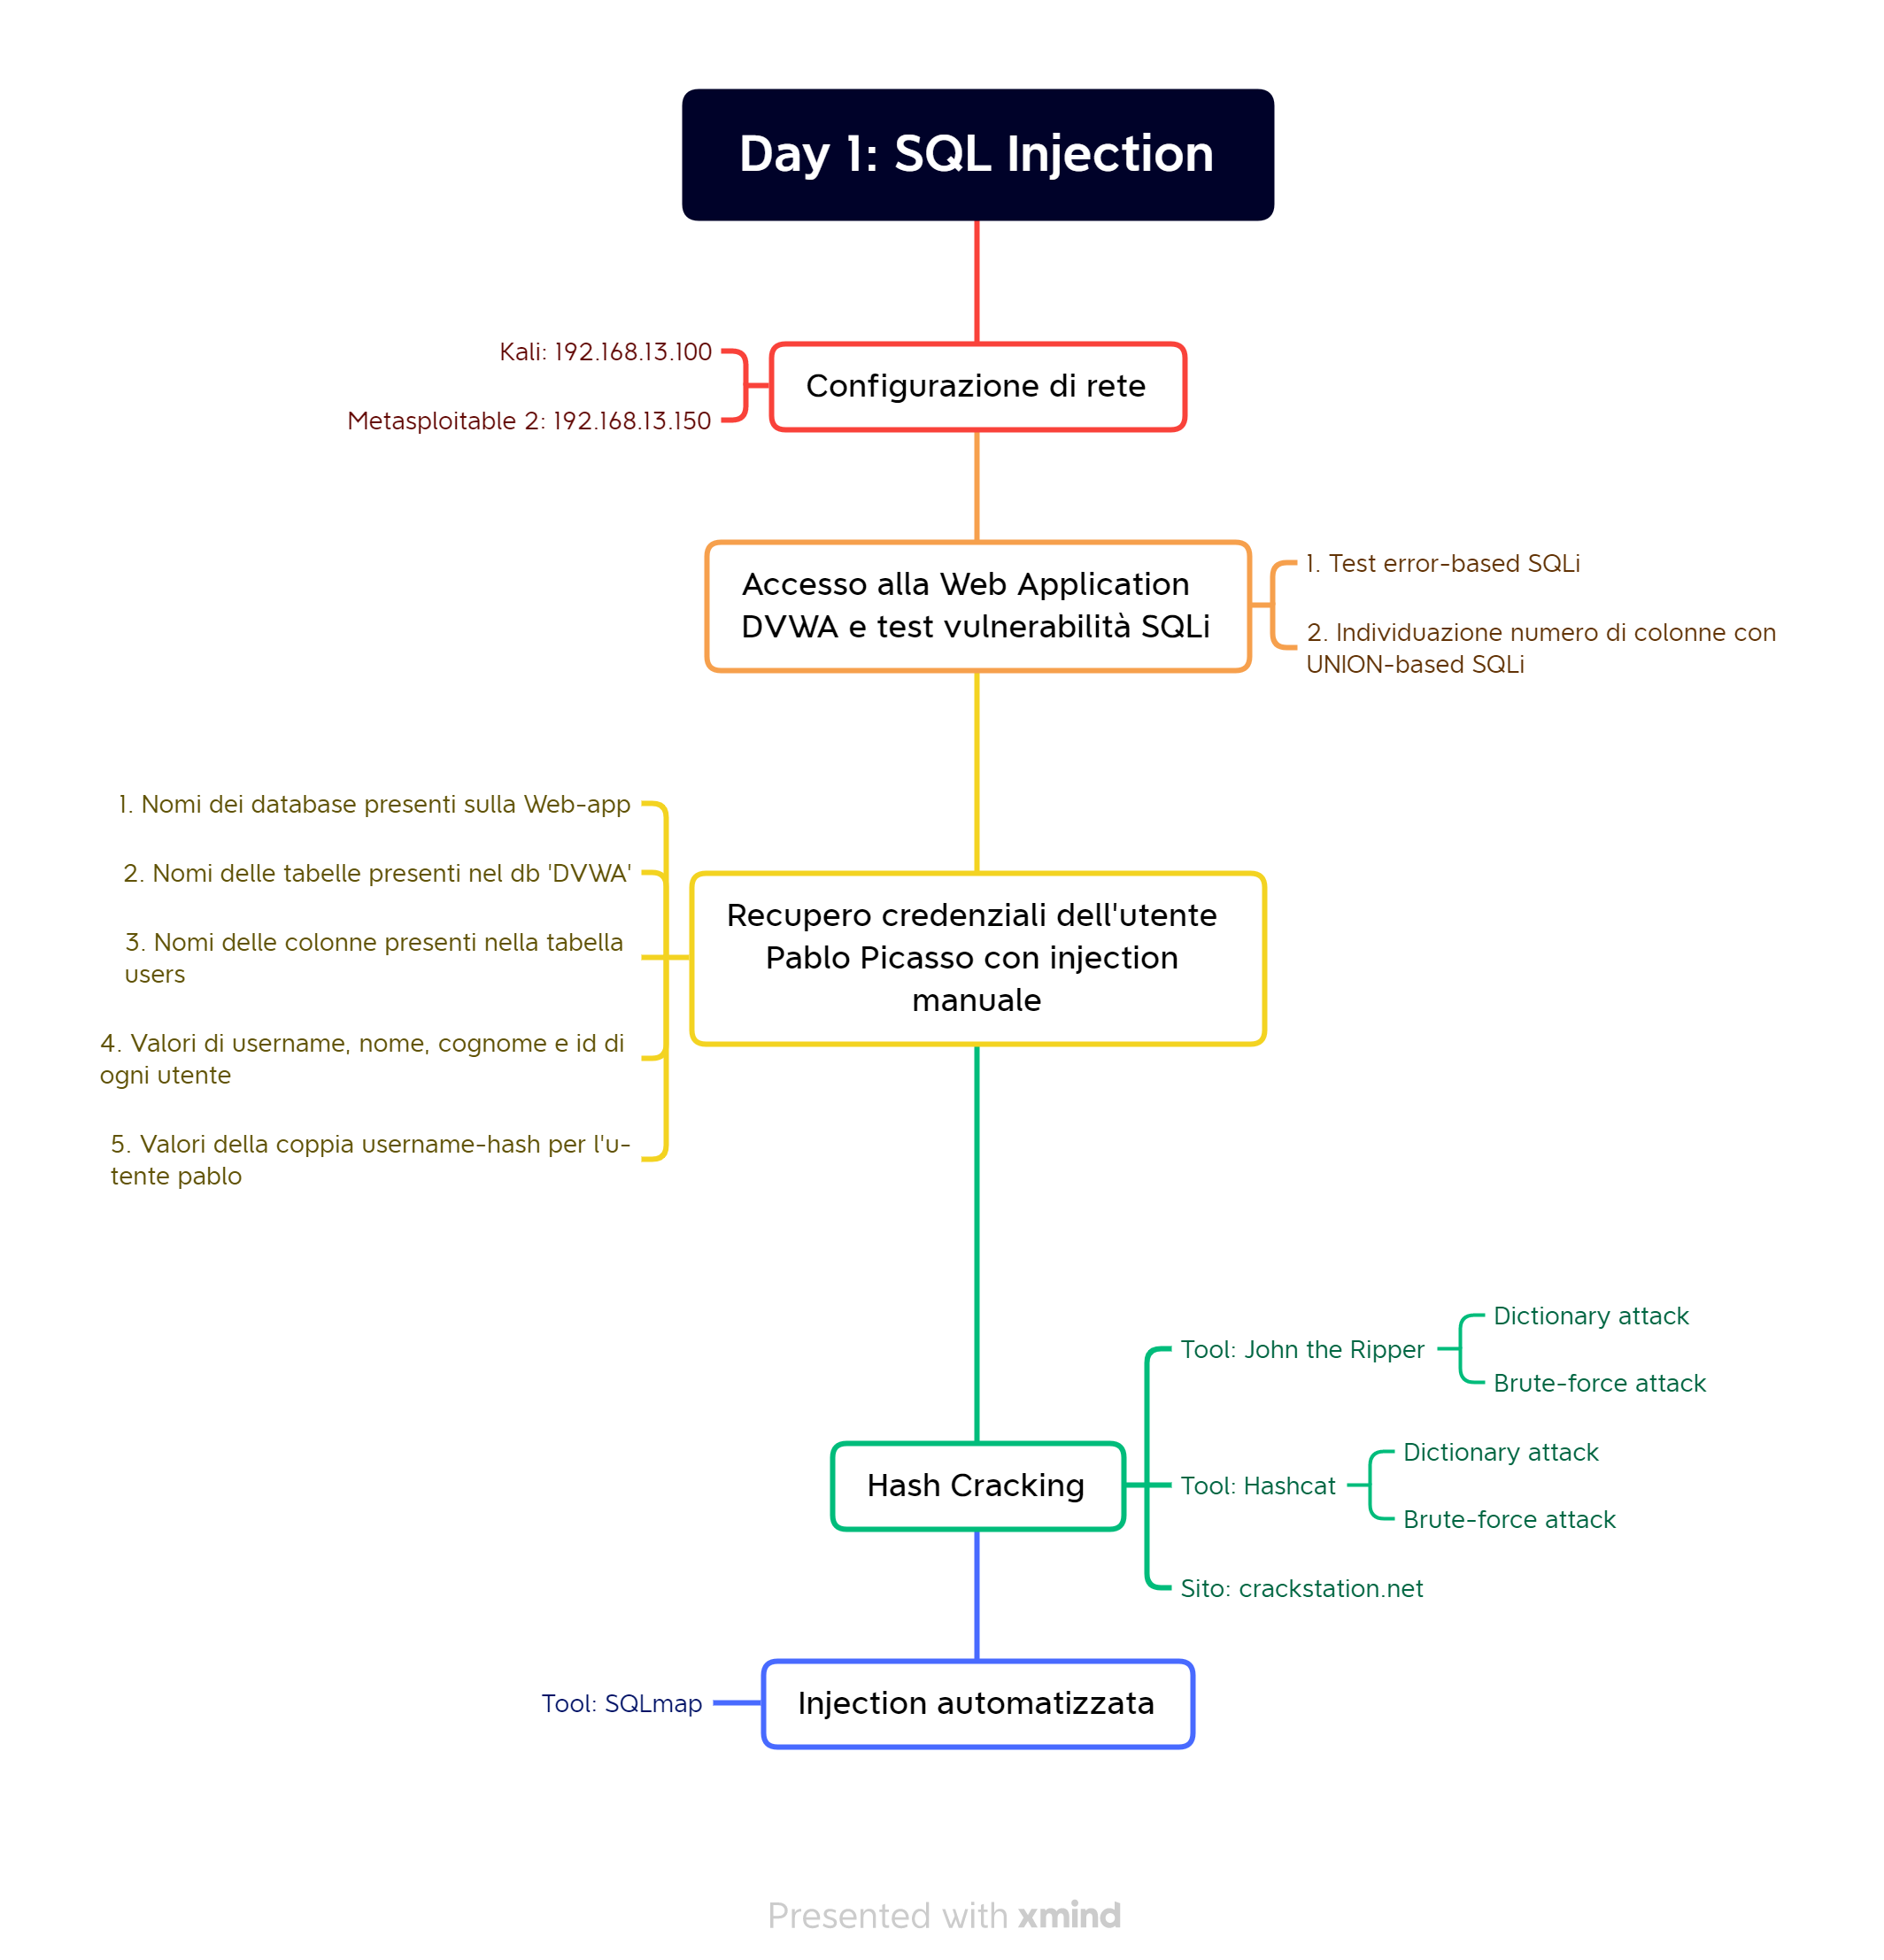 Day 1: SQL Injection
Kali: 192.168.13.100
Metasploitable 2: 192.168.13.150
Configurazione di rete
Accesso alla Web Application
DVWA e test vulnerabilità SQLi
1. Test error-based SQLi
2. Individuazione numero di colonne con
UNION-based SQLi
1. Nomi dei database presenti sulla Web-app
2. Nomi delle tabelle presenti nel db 'DVWA'
3. Nomi delle colonne presenti nella tabella
users
4. Valori di username, nome, cognome e id di
ogni utente
5. Valori della coppia username-hash per l'u-
tente pablo
Recupero credenziali dell'utente
Pablo Picasso con injection
manuale
Hash Cracking
Tool: John the Ripper
Dictionary attack
Brute-force attack
Tool: Hashcat
Dictionary attack
Brute-force attack
Sito: crackstation.net
Tool: SQLmap
Injection automatizzata
Presented with xmind